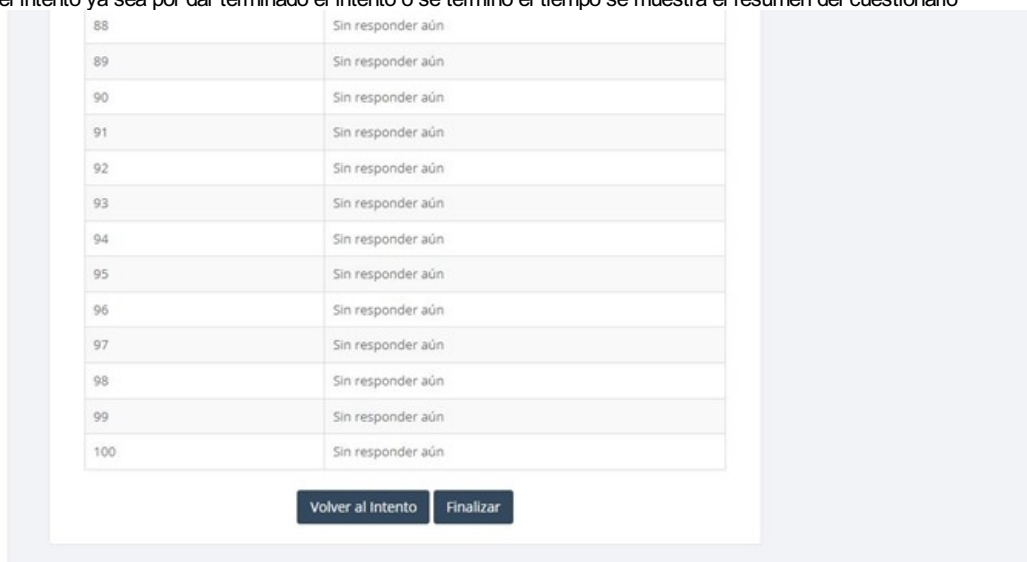 el intento ya sea por dar terminado el intento o se termino el tiempo se muestra el resumen del cuestionario
88 Sin responder aún
89 Sin responder aún
90 Sin responder aún
91 Sin responder aún
92 Sin responder aún
93 Sin responder aún
94 Sin responder aún
95 Sin responder aún
96 Sin responder aún
97 Sin responder aún
98 Sin responder aún
99 Sin responder aún
100 Sin responder aún
Volver al Intento Finalizar